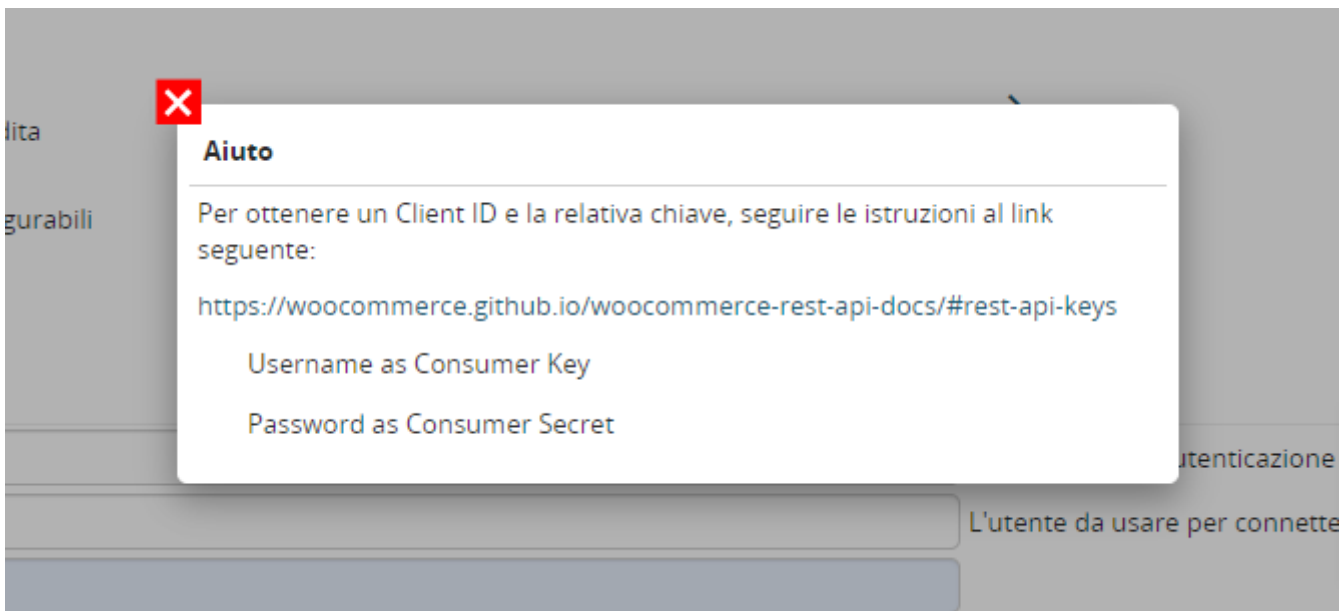 dita
Aiuto
gurabili
Per ottenere un Client ID e la relativa chiave, seguire le istruzioni al link
seguente:
https://woocommerce.github.io/woocommerce-rest-api-docs/#rest-api-keys
Username as Consumer Key
Password as Consumer Secret
utenticazione
L'utente da usare per connette